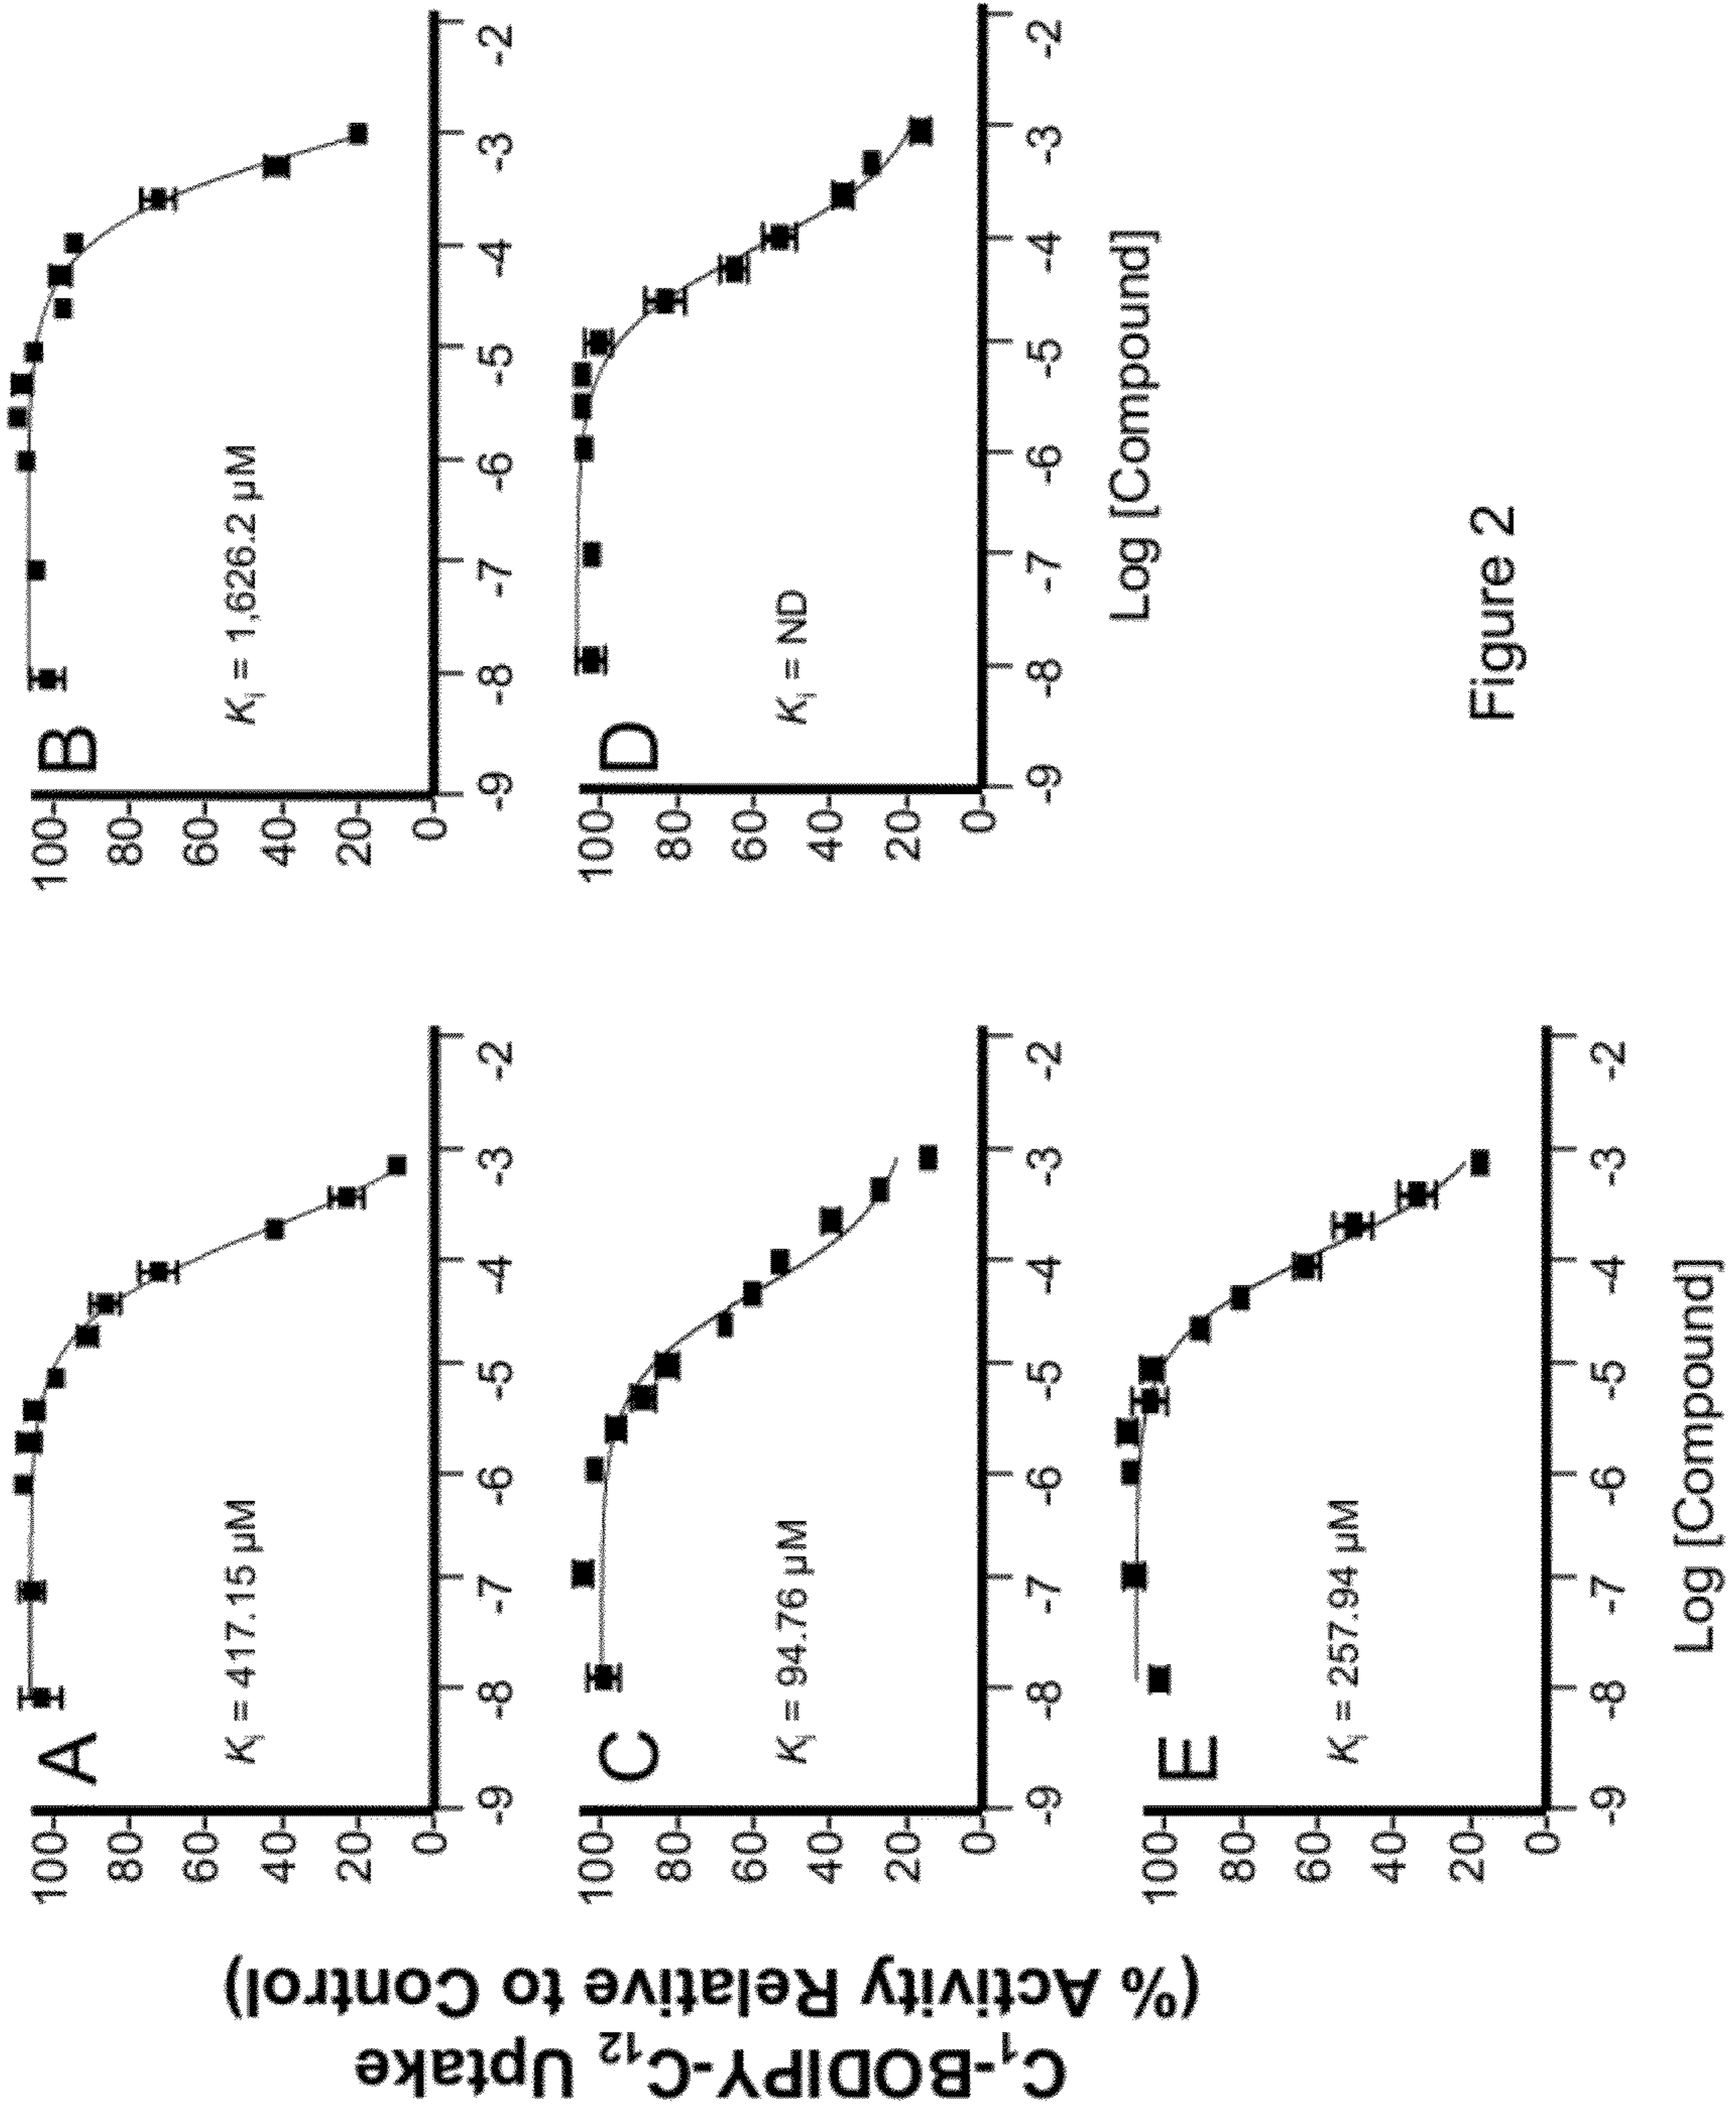 C1-BODIPY-C12 Uptake
(% Activity Relative to Control)
A
100
80
60
40
20
0
Ki = 417.15 µM
-9 -8 -7 -6 -5 -4 -3 -2
B
100
80
60
40
20
0
Ki = 1,626.2 µM
-9 -8 -7 -6 -5 -4 -3 -2
C
100
80
60
40
20
0
Ki = 94.76 µM
-9 -8 -7 -6 -5 -4 -3 -2
D
100
80
60
40
20
0
Ki = ND
-9 -8 -7 -6 -5 -4 -3 -2
Log [Compound]
E
100
80
60
40
20
0
Ki = 257.94 µM
-9 -8 -7 -6 -5 -4 -3 -2
Log [Compound]
Figure 2